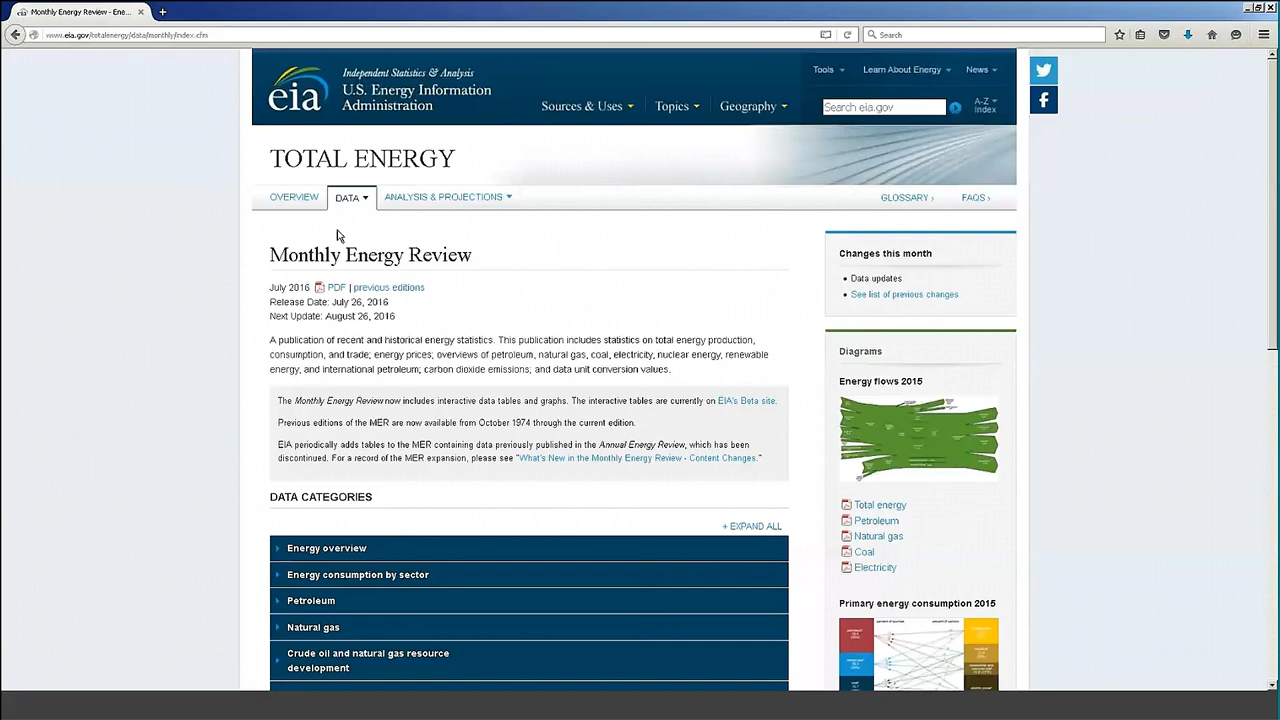 Monthly Energy Review - Ene...
www.eia.gov/totalenergy/data/monthly/index.cfm
Search
eia
Independent Statistics & Analysis
U.S. Energy Information
Administration
Tools
Learn About Energy
News
Sources & Uses
Topics
Geography
Search eia.gov
A-Z
Index
TOTAL ENERGY
OVERVIEW
DATA
ANALYSIS & PROJECTIONS
GLOSSARY ›
FAQS ›
Monthly Energy Review
July 2016 PDF | previous editions
Release Date: July 26, 2016
Next Update: August 26, 2016
A publication of recent and historical energy statistics. This publication includes statistics on total energy production,
consumption, and trade; energy prices; overviews of petroleum, natural gas, coal, electricity, nuclear energy, renewable
energy, and international petroleum; carbon dioxide emissions; and data unit conversion values.
The Monthly Energy Review now includes interactive data tables and graphs. The interactive tables are currently on EIA's Beta site.
Previous editions of the MER are now available from October 1974 through the current edition.
EIA periodically adds tables to the MER containing data previously published in the Annual Energy Review, which has been
discontinued. For a record of the MER expansion, please see "What's New in the Monthly Energy Review - Content Changes."
DATA CATEGORIES
+ EXPAND ALL
Energy overview
Energy consumption by sector
Petroleum
Natural gas
Crude oil and natural gas resource
development
Changes this month
• Data updates
• See list of previous changes
Diagrams
Energy flows 2015
Total energy
Petroleum
Natural gas
Coal
Electricity
Primary energy consumption 2015